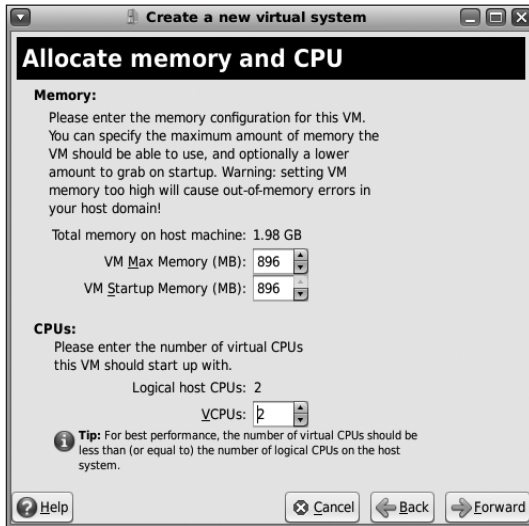 Create a new virtual system
Allocate memory and CPU
Memory:
Please enter the memory configuration for this VM.
You can specify the maximum amount of memory the
VM should be able to use, and optionally a lower
amount to grab on startup. Warning: setting VM
memory too high will cause out-of-memory errors in
your host domain!
Total memory on host machine: 1.98 GB
VM Max Memory (MB): 896
VM Startup Memory (MB): 896
CPUs:
Please enter the number of virtual CPUs
this VM should start up with.
Logical host CPUs: 2
VCPUs: 2
Tip: For best performance, the number of virtual CPUs should be
less than (or equal to) the number of logical CPUs on the host
system.
Help Cancel Back Forward